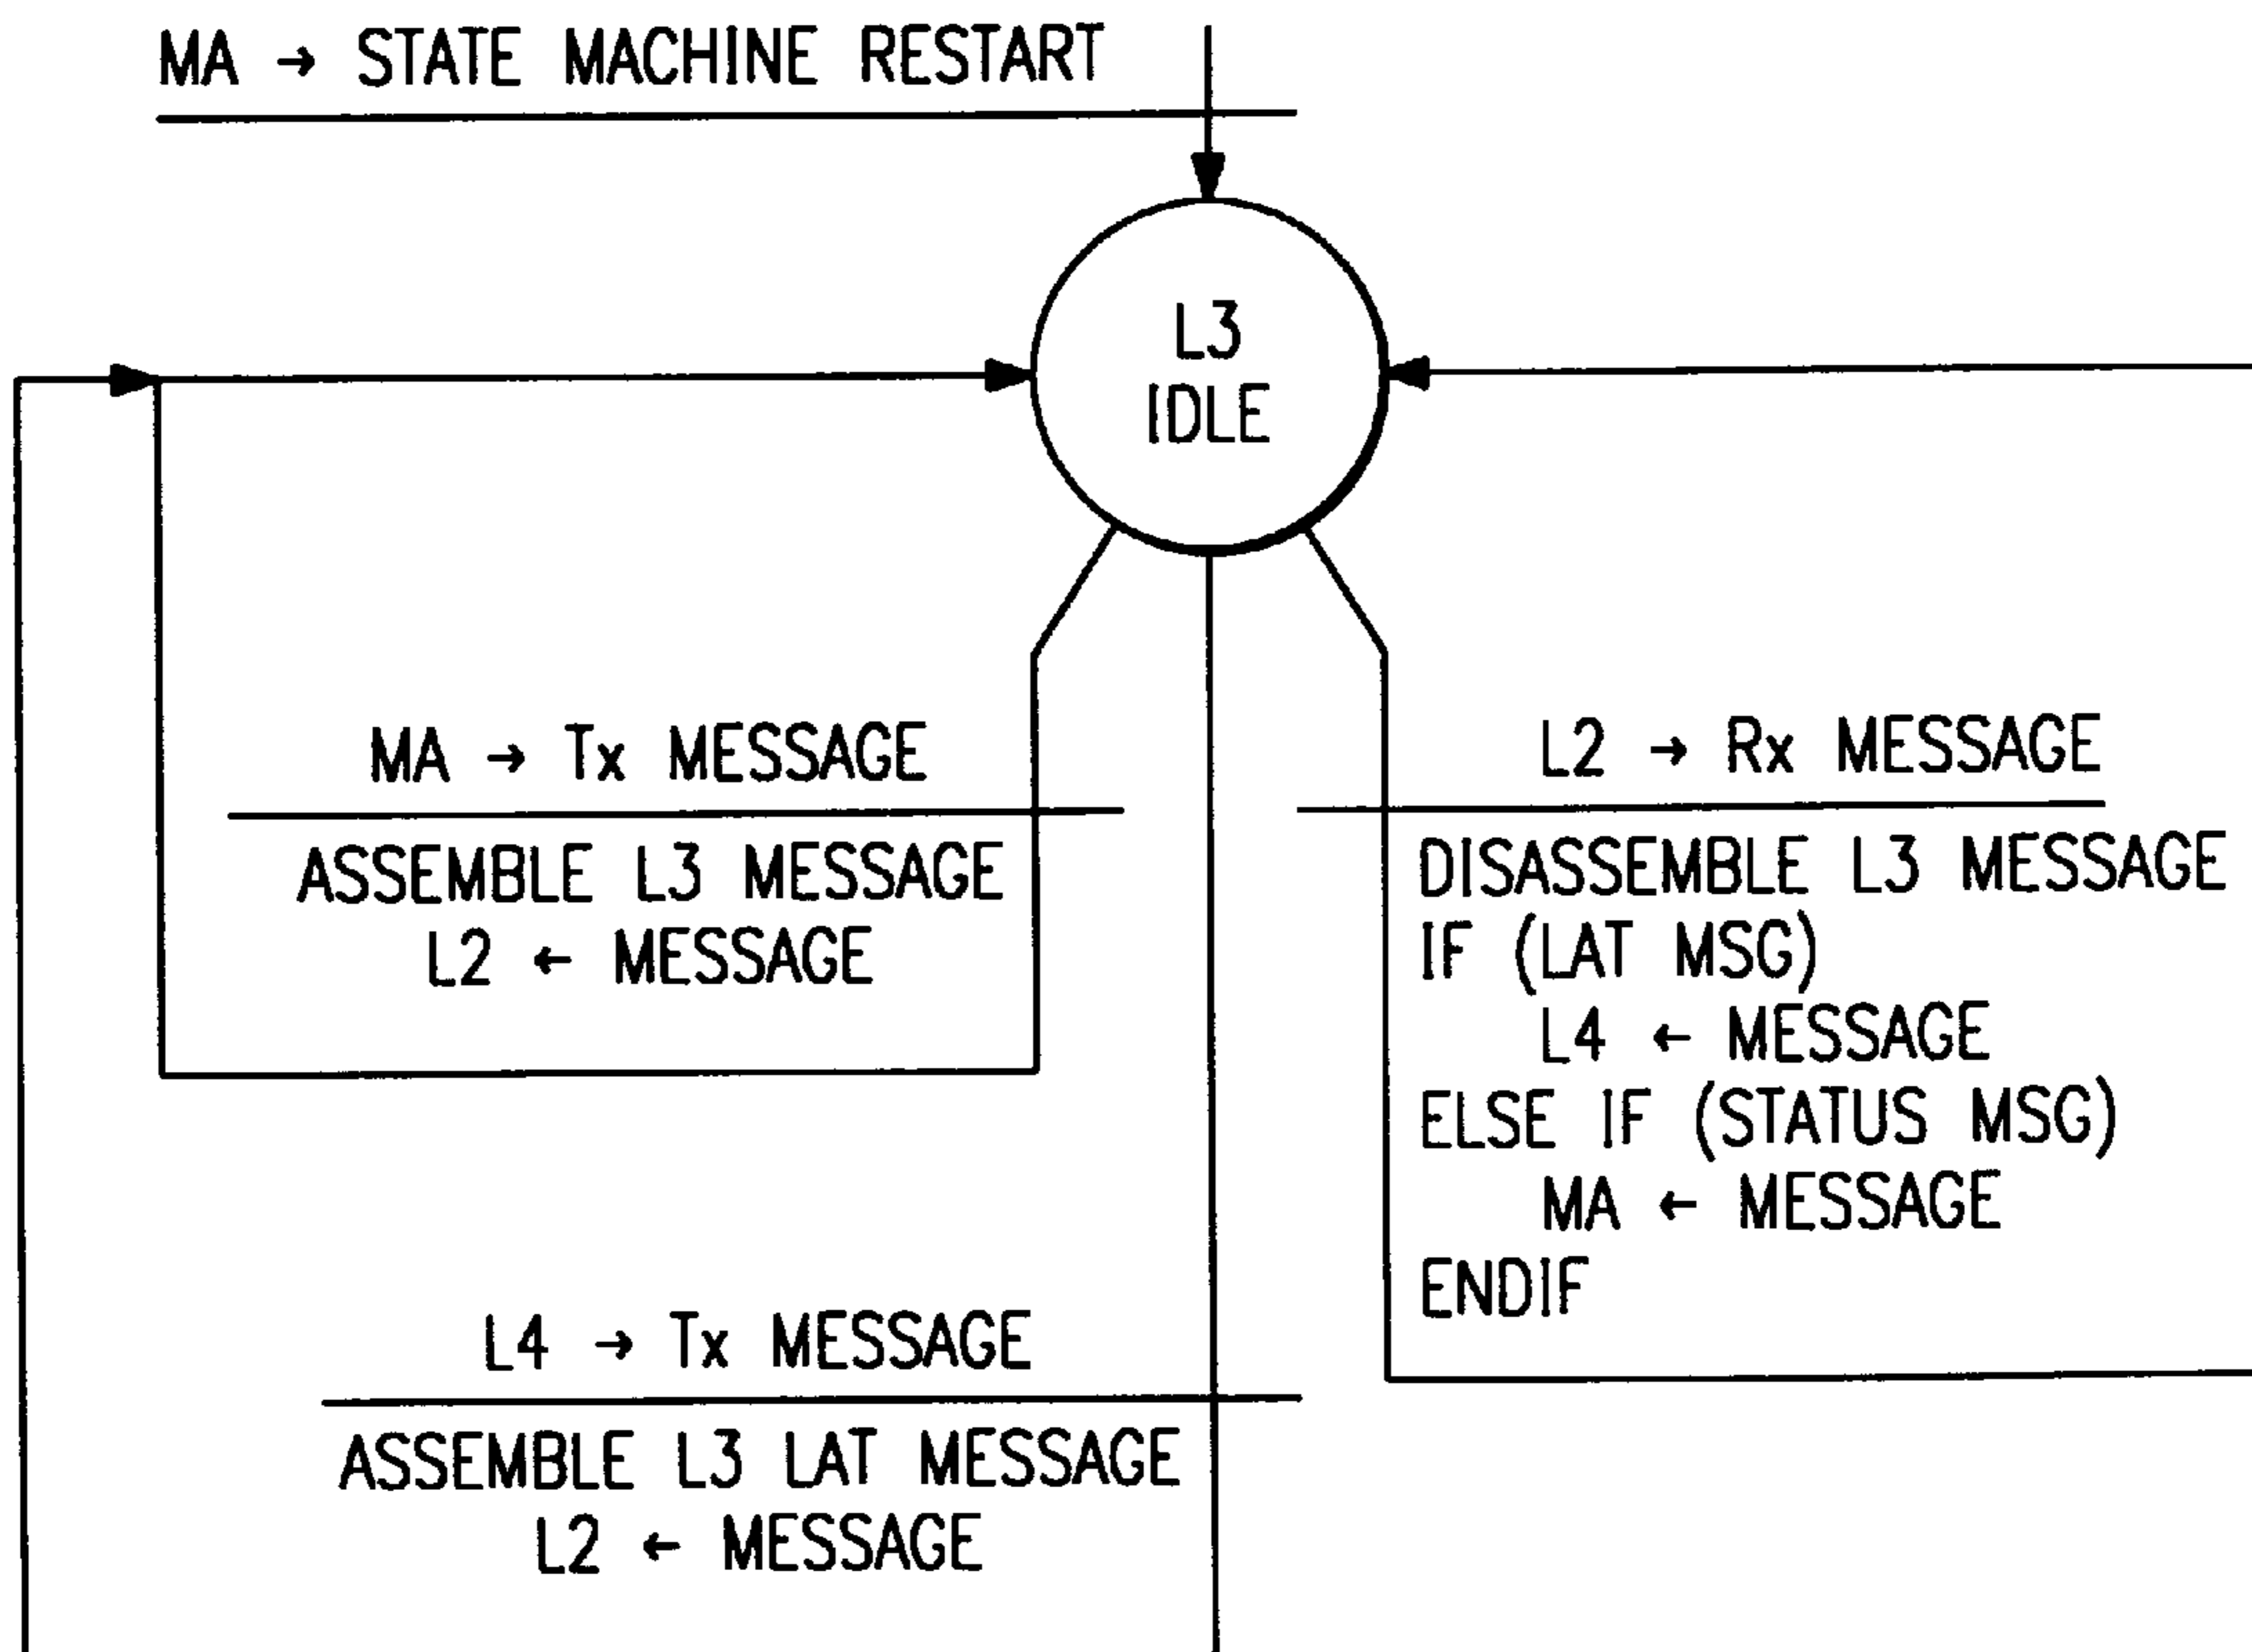 MA → STATE MACHINE RESTART
L3
IDLE
MA → Tx MESSAGE
ASSEMBLE L3 MESSAGE
L2 ← MESSAGE
L2 → Rx MESSAGE
DISASSEMBLE L3 MESSAGE
IF (LAT MSG)
L4 ← MESSAGE
ELSE IF (STATUS MSG)
MA ← MESSAGE
ENDIF
L4 → Tx MESSAGE
ASSEMBLE L3 LAT MESSAGE
L2 ← MESSAGE